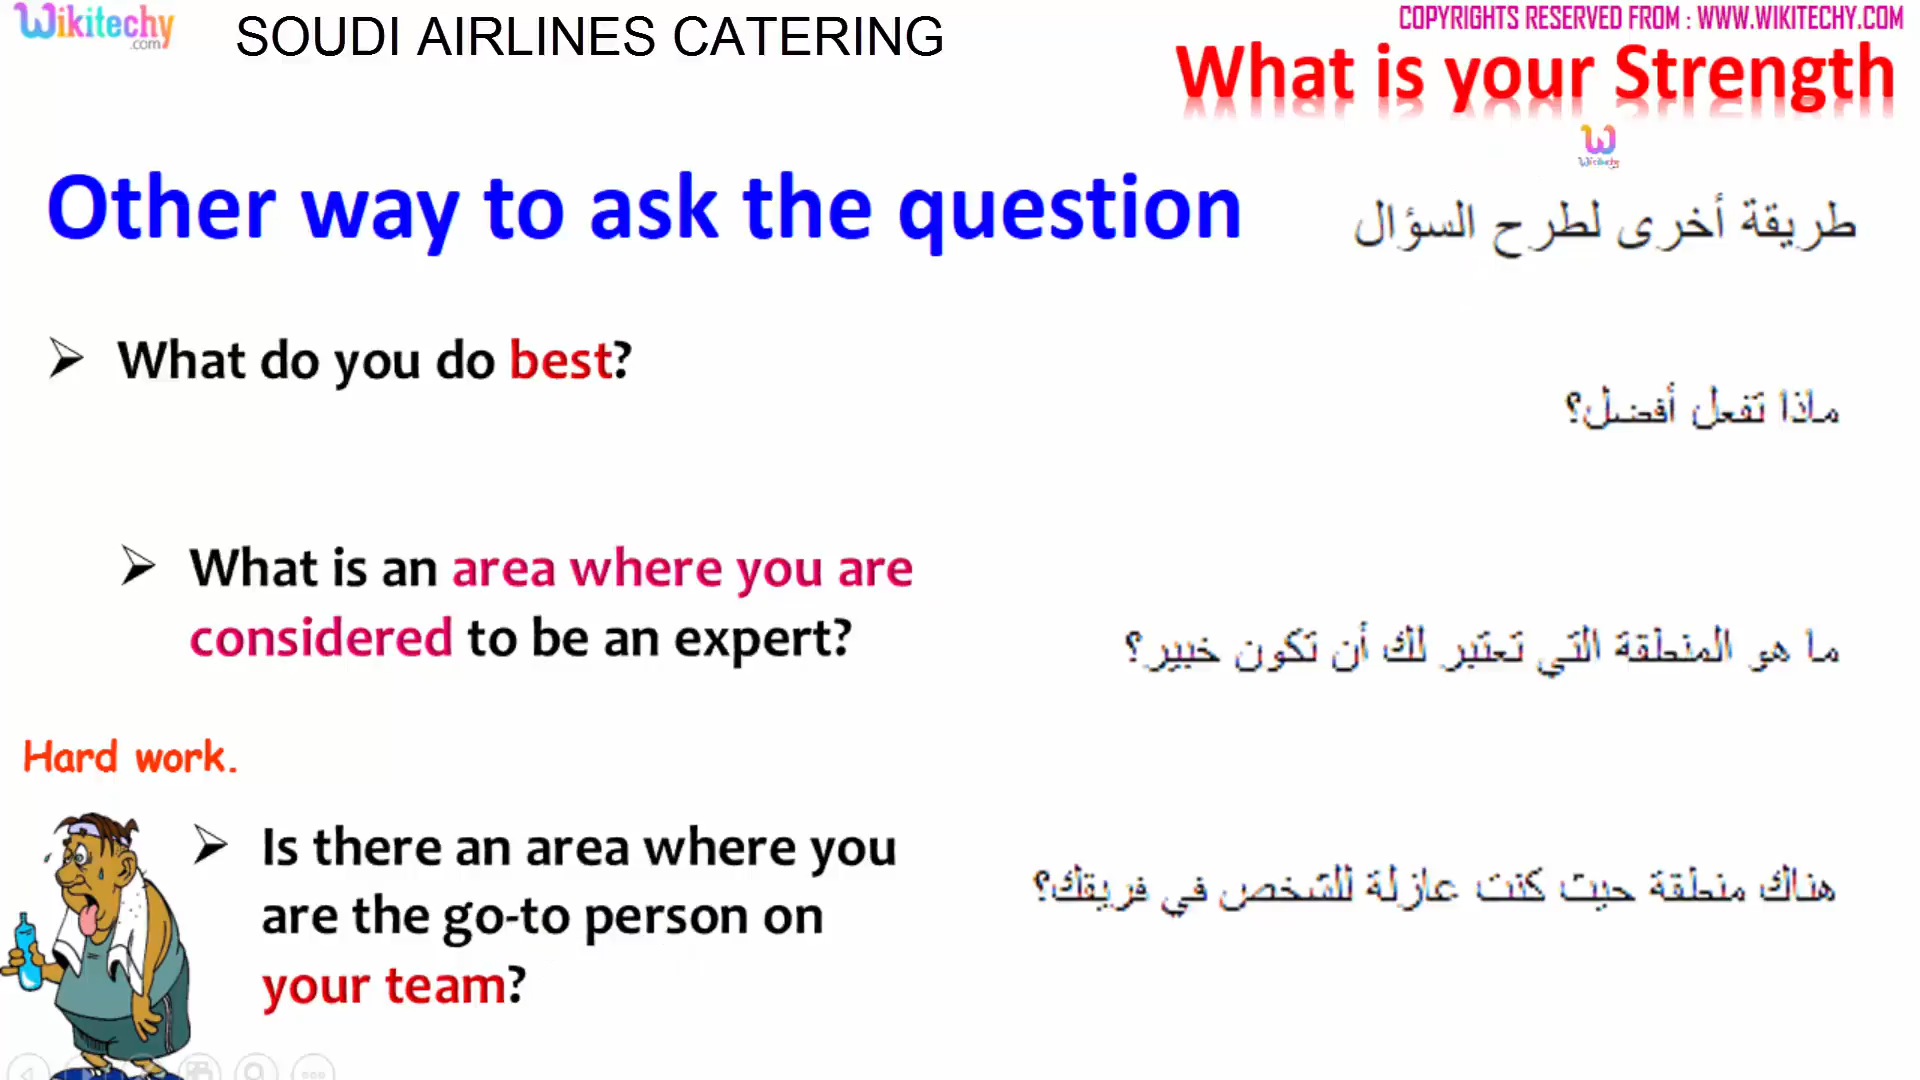 Wikitechy
.com
SOUDI AIRLINES CATERING
COPYRIGHTS RESERVED FROM : WWW.WIKITECHY.COM
What is your Strength
W
Wikitechy
Other way to ask the question
طريقة أخرى لطرح السؤال
What do you do best?
ماذا تفعل أفضل؟
What is an area where you are
considered to be an expert?
ما هو المنطقة التي تعتبر لك أن تكون خبير؟
Hard work.
Is there an area where you
are the go-to person on
your team?
هناك منطقة حيث كنت عازلة للشخص في فريقك؟